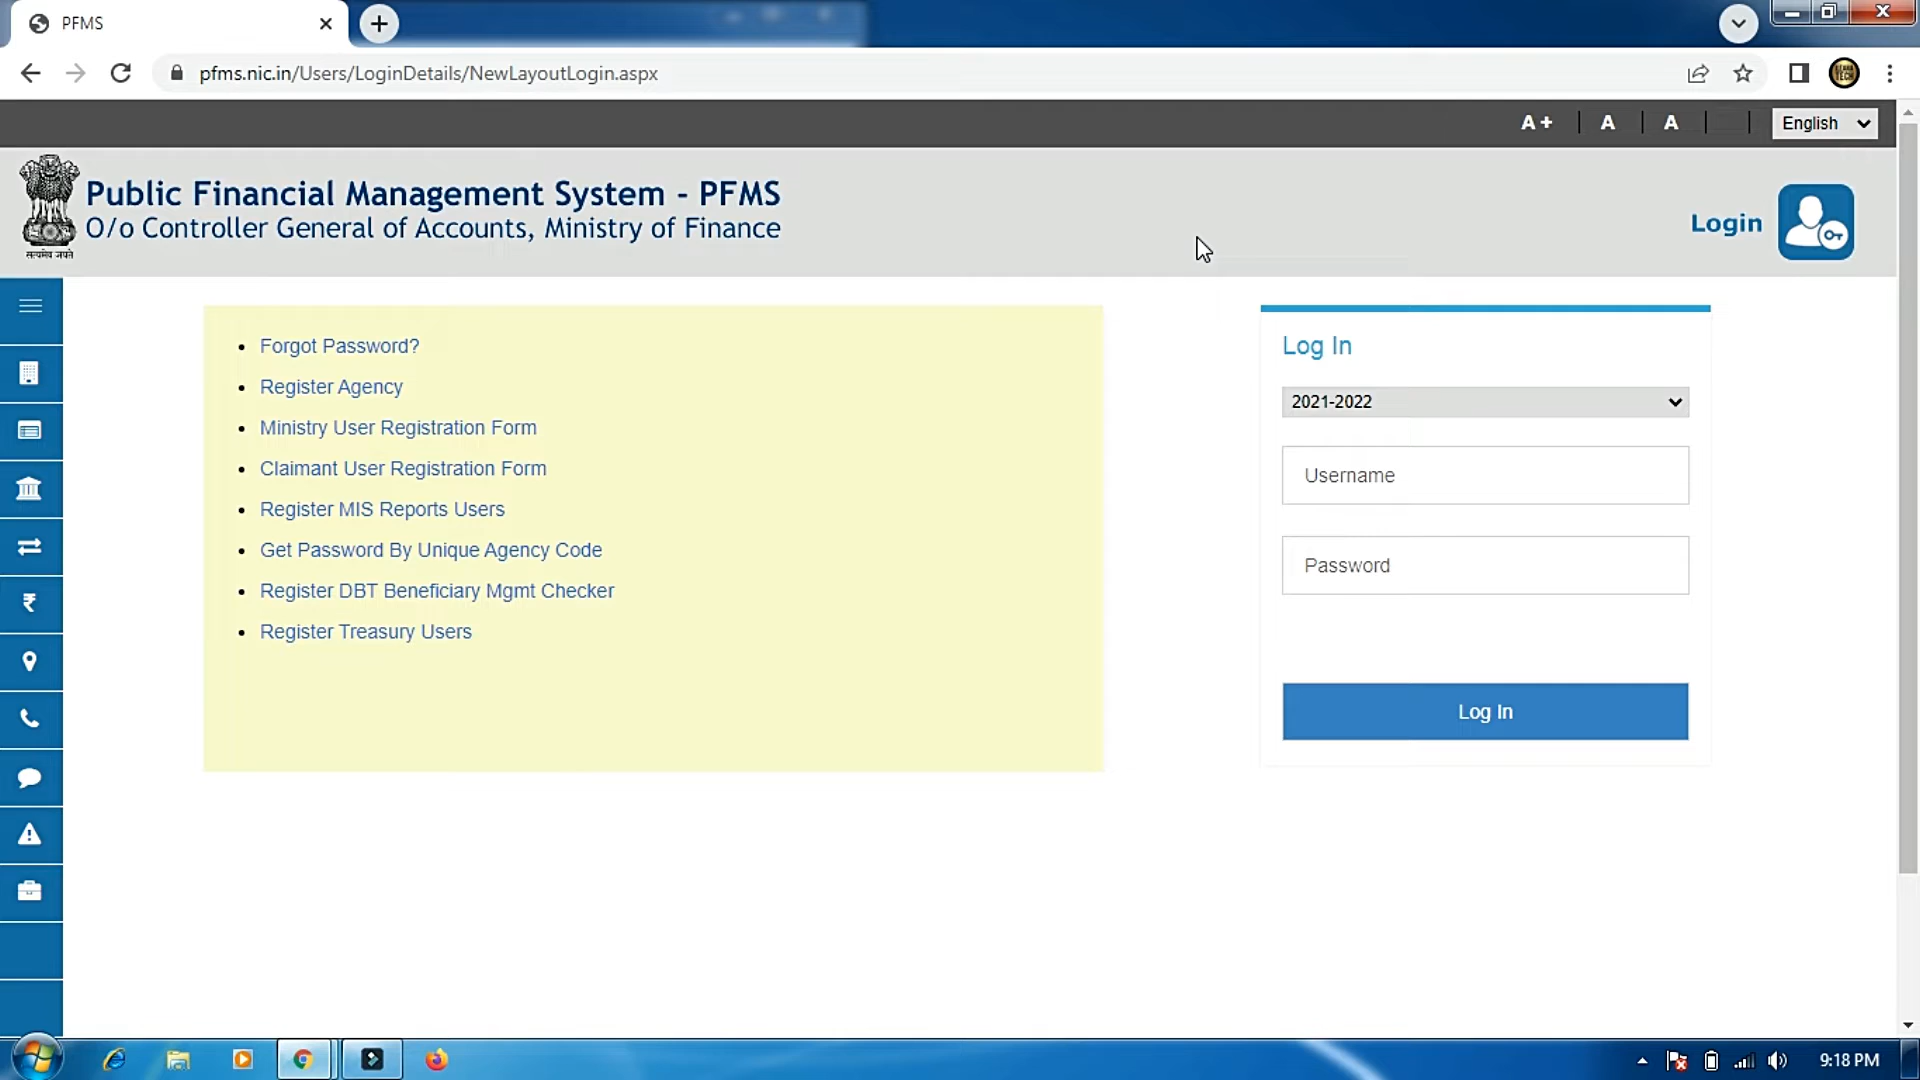 PFMS
pfms.nic.in/Users/LoginDetails/NewLayoutLogin.aspx
A+ | A | A
English
Public Financial Management System - PFMS
O/o Controller General of Accounts, Ministry of Finance
सत्यमेव जयते
Login
Forgot Password?
Register Agency
Ministry User Registration Form
Claimant User Registration Form
Register MIS Reports Users
Get Password By Unique Agency Code
Register DBT Beneficiary Mgmt Checker
Register Treasury Users
Log In
2021-2022
Username
Password
Log In
9:18 PM